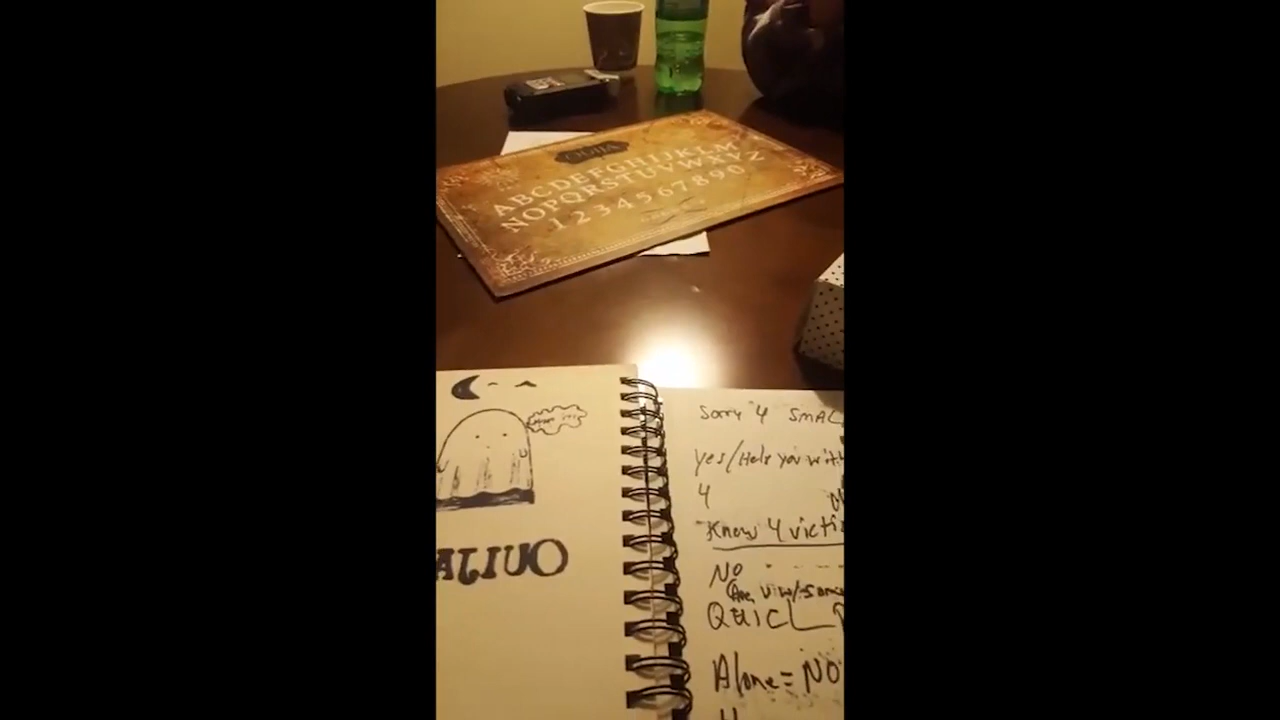 OUIJA
ABCDEFGHIJKLM
NOPQRSTUVWXYZ
1234567890
OUIJA
Sorry 4 SMAL
yes/Help you with
4
Know 4 victi
NO
QUICL
Alone = NO